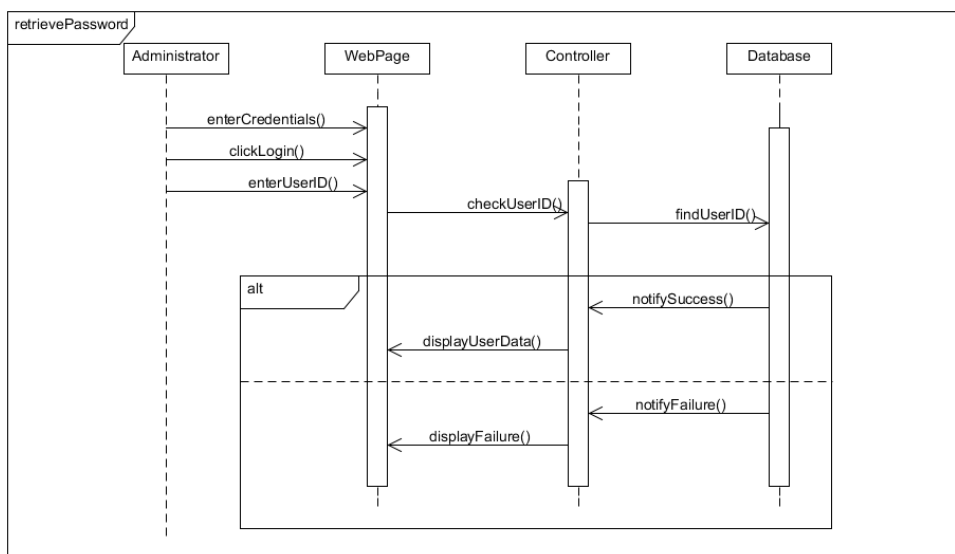 retrievePassword
Administrator
WebPage
Controller
Database
enterCredentials()
clickLogin()
enterUserID()
checkUserID()
findUserID()
alt
notifySuccess()
displayUserData()
notifyFailure()
displayFailure()